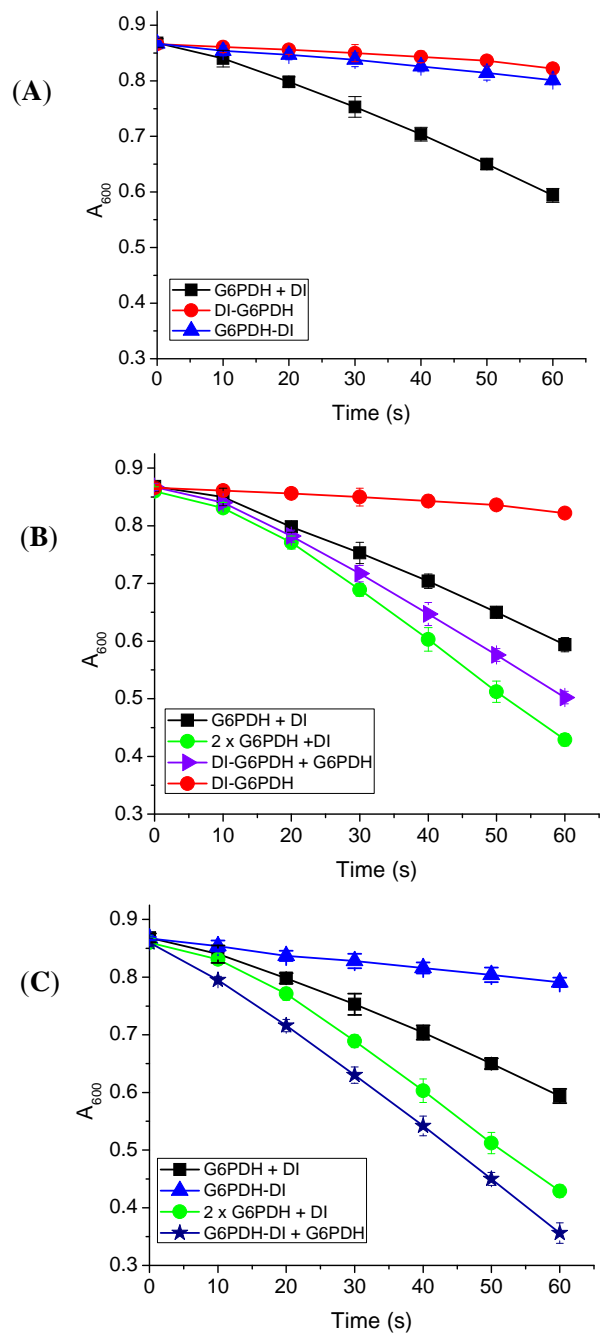 (A)
0.9
0.8
0.7
0.6
0.5
0.4
0.3
A600
G6PDH + DI
DI-G6PDH
G6PDH-DI
0 10 20 30 40 50 60
Time (s)
(B)
0.9
0.8
0.7
0.6
0.5
0.4
0.3
A600
G6PDH + DI
2 x G6PDH +DI
DI-G6PDH + G6PDH
DI-G6PDH
0 10 20 30 40 50 60
Time (s)
(C)
0.9
0.8
0.7
0.6
0.5
0.4
0.3
A600
G6PDH + DI
G6PDH-DI
2 x G6PDH + DI
G6PDH-DI + G6PDH
0 10 20 30 40 50 60
Time (s)